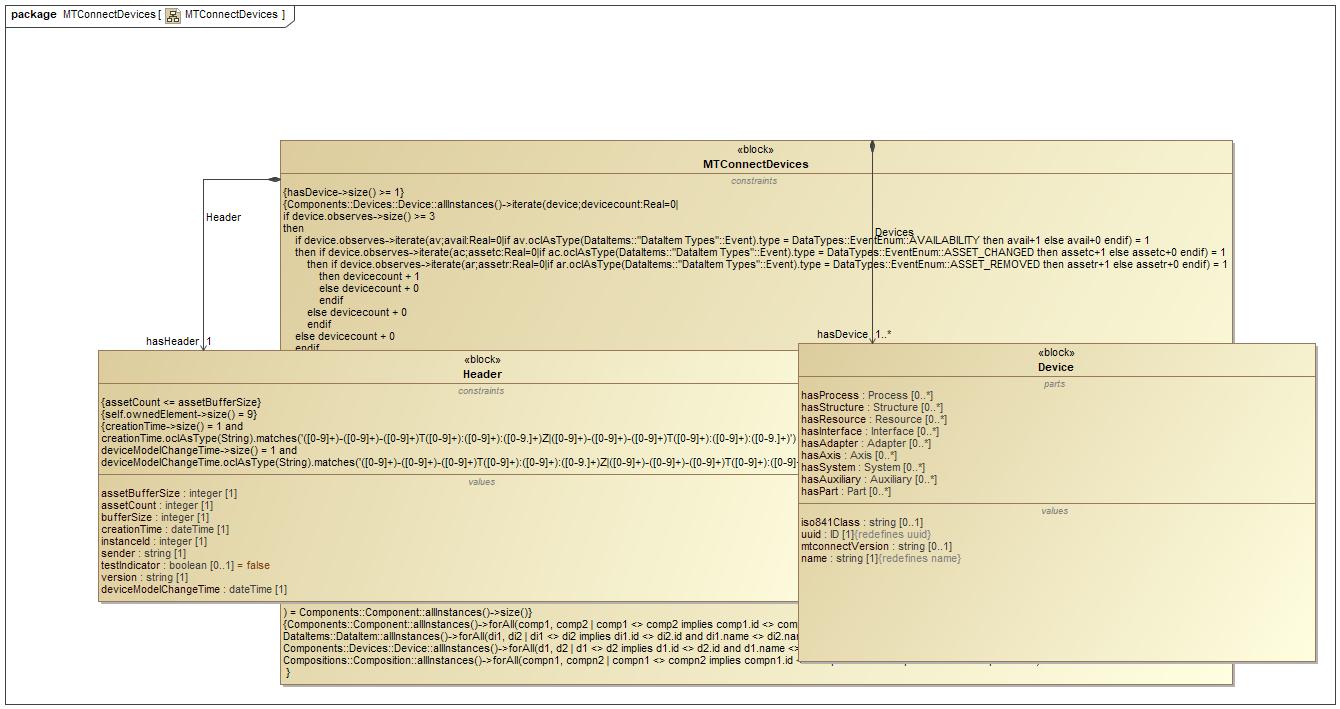 package MTConnectDevices [ MTConnectDevices ]
«block»
MTConnectDevices
constraints
{hasDevice->size() >= 1}
{Components::Devices::Device::allInstances()->iterate(device;devicecount:Real=0|
if device.observes->size() >= 3
then
if device.observes->iterate(av;avail:Real=0|if av.oclAsType(DataItems::"DataItem Types"::Event).type = DataTypes::EventEnum::AVAILABILITY then avail+1 else avail+0 endif) = 1
then if device.observes->iterate(ac;assetc:Real=0|if ac.oclAsType(DataItems::"DataItem Types"::Event).type = DataTypes::EventEnum::ASSET_CHANGED then assetc+1 else assetc+0 endif) = 1
then if device.observes->iterate(ar;assetr:Real=0|if ar.oclAsType(DataItems::"DataItem Types"::Event).type = DataTypes::EventEnum::ASSET_REMOVED then assetr+1 else assetr+0 endif) = 1
then devicecount + 1
else devicecount + 0
endif
else devicecount + 0
endif
else devicecount + 0
endif
Header
hasHeader 1
Devices
hasDevice 1..*
«block»
Header
constraints
{assetCount <= assetBufferSize}
{self.ownedElement->size() = 9}
{creationTime->size() = 1 and
creationTime.oclAsType(String).matches('([0-9]+)-([0-9]+)-([0-9]+)T([0-9]+):([0-9]+):([0-9.]+)Z|([0-9]+)-([0-9]+)-([0-9]+)T([0-9]+):([0-9]+):([0-9.]+)')
deviceModelChangeTime->size() = 1 and
deviceModelChangeTime.oclAsType(String).matches('([0-9]+)-([0-9]+)-([0-9]+)T([0-9]+):([0-9]+):([0-9.]+)Z|([0-9]+)-([0-9]+)-([0-9]+)T([0-9]+):([0-9]+):([0-9
values
assetBufferSize : integer [1]
assetCount : integer [1]
bufferSize : integer [1]
creationTime : dateTime [1]
instanceId : integer [1]
sender : string [1]
testIndicator : boolean [0..1] = false
version : string [1]
deviceModelChangeTime : dateTime [1]
«block»
Device
parts
hasProcess : Process [0..*]
hasStructure : Structure [0..*]
hasResource : Resource [0..*]
hasInterface : Interface [0..*]
hasAdapter : Adapter [0..*]
hasAxis : Axis [0..*]
hasSystem : System [0..*]
hasAuxiliary : Auxiliary [0..*]
hasPart : Part [0..*]
values
iso841Class : string [0..1]
uuid : ID [1]{redefines uuid}
mtconnectVersion : string [0..1]
name : string [1]{redefines name}
) = Components::Component::allInstances()->size()}
{Components::Component::allInstances()->forAll(comp1, comp2 | comp1 <> comp2 implies comp1.id <> com
DataItems::DataItem::allInstances()->forAll(di1, di2 | di1 <> di2 implies di1.id <> di2.id and di1.name <> di2.na
Components::Devices::Device::allInstances()->forAll(d1, d2 | d1 <> d2 implies d1.id <> d2.id and d1.name <>
Compositions::Composition::allInstances()->forAll(compn1, compn2 | compn1 <> compn2 implies compn1.id
}